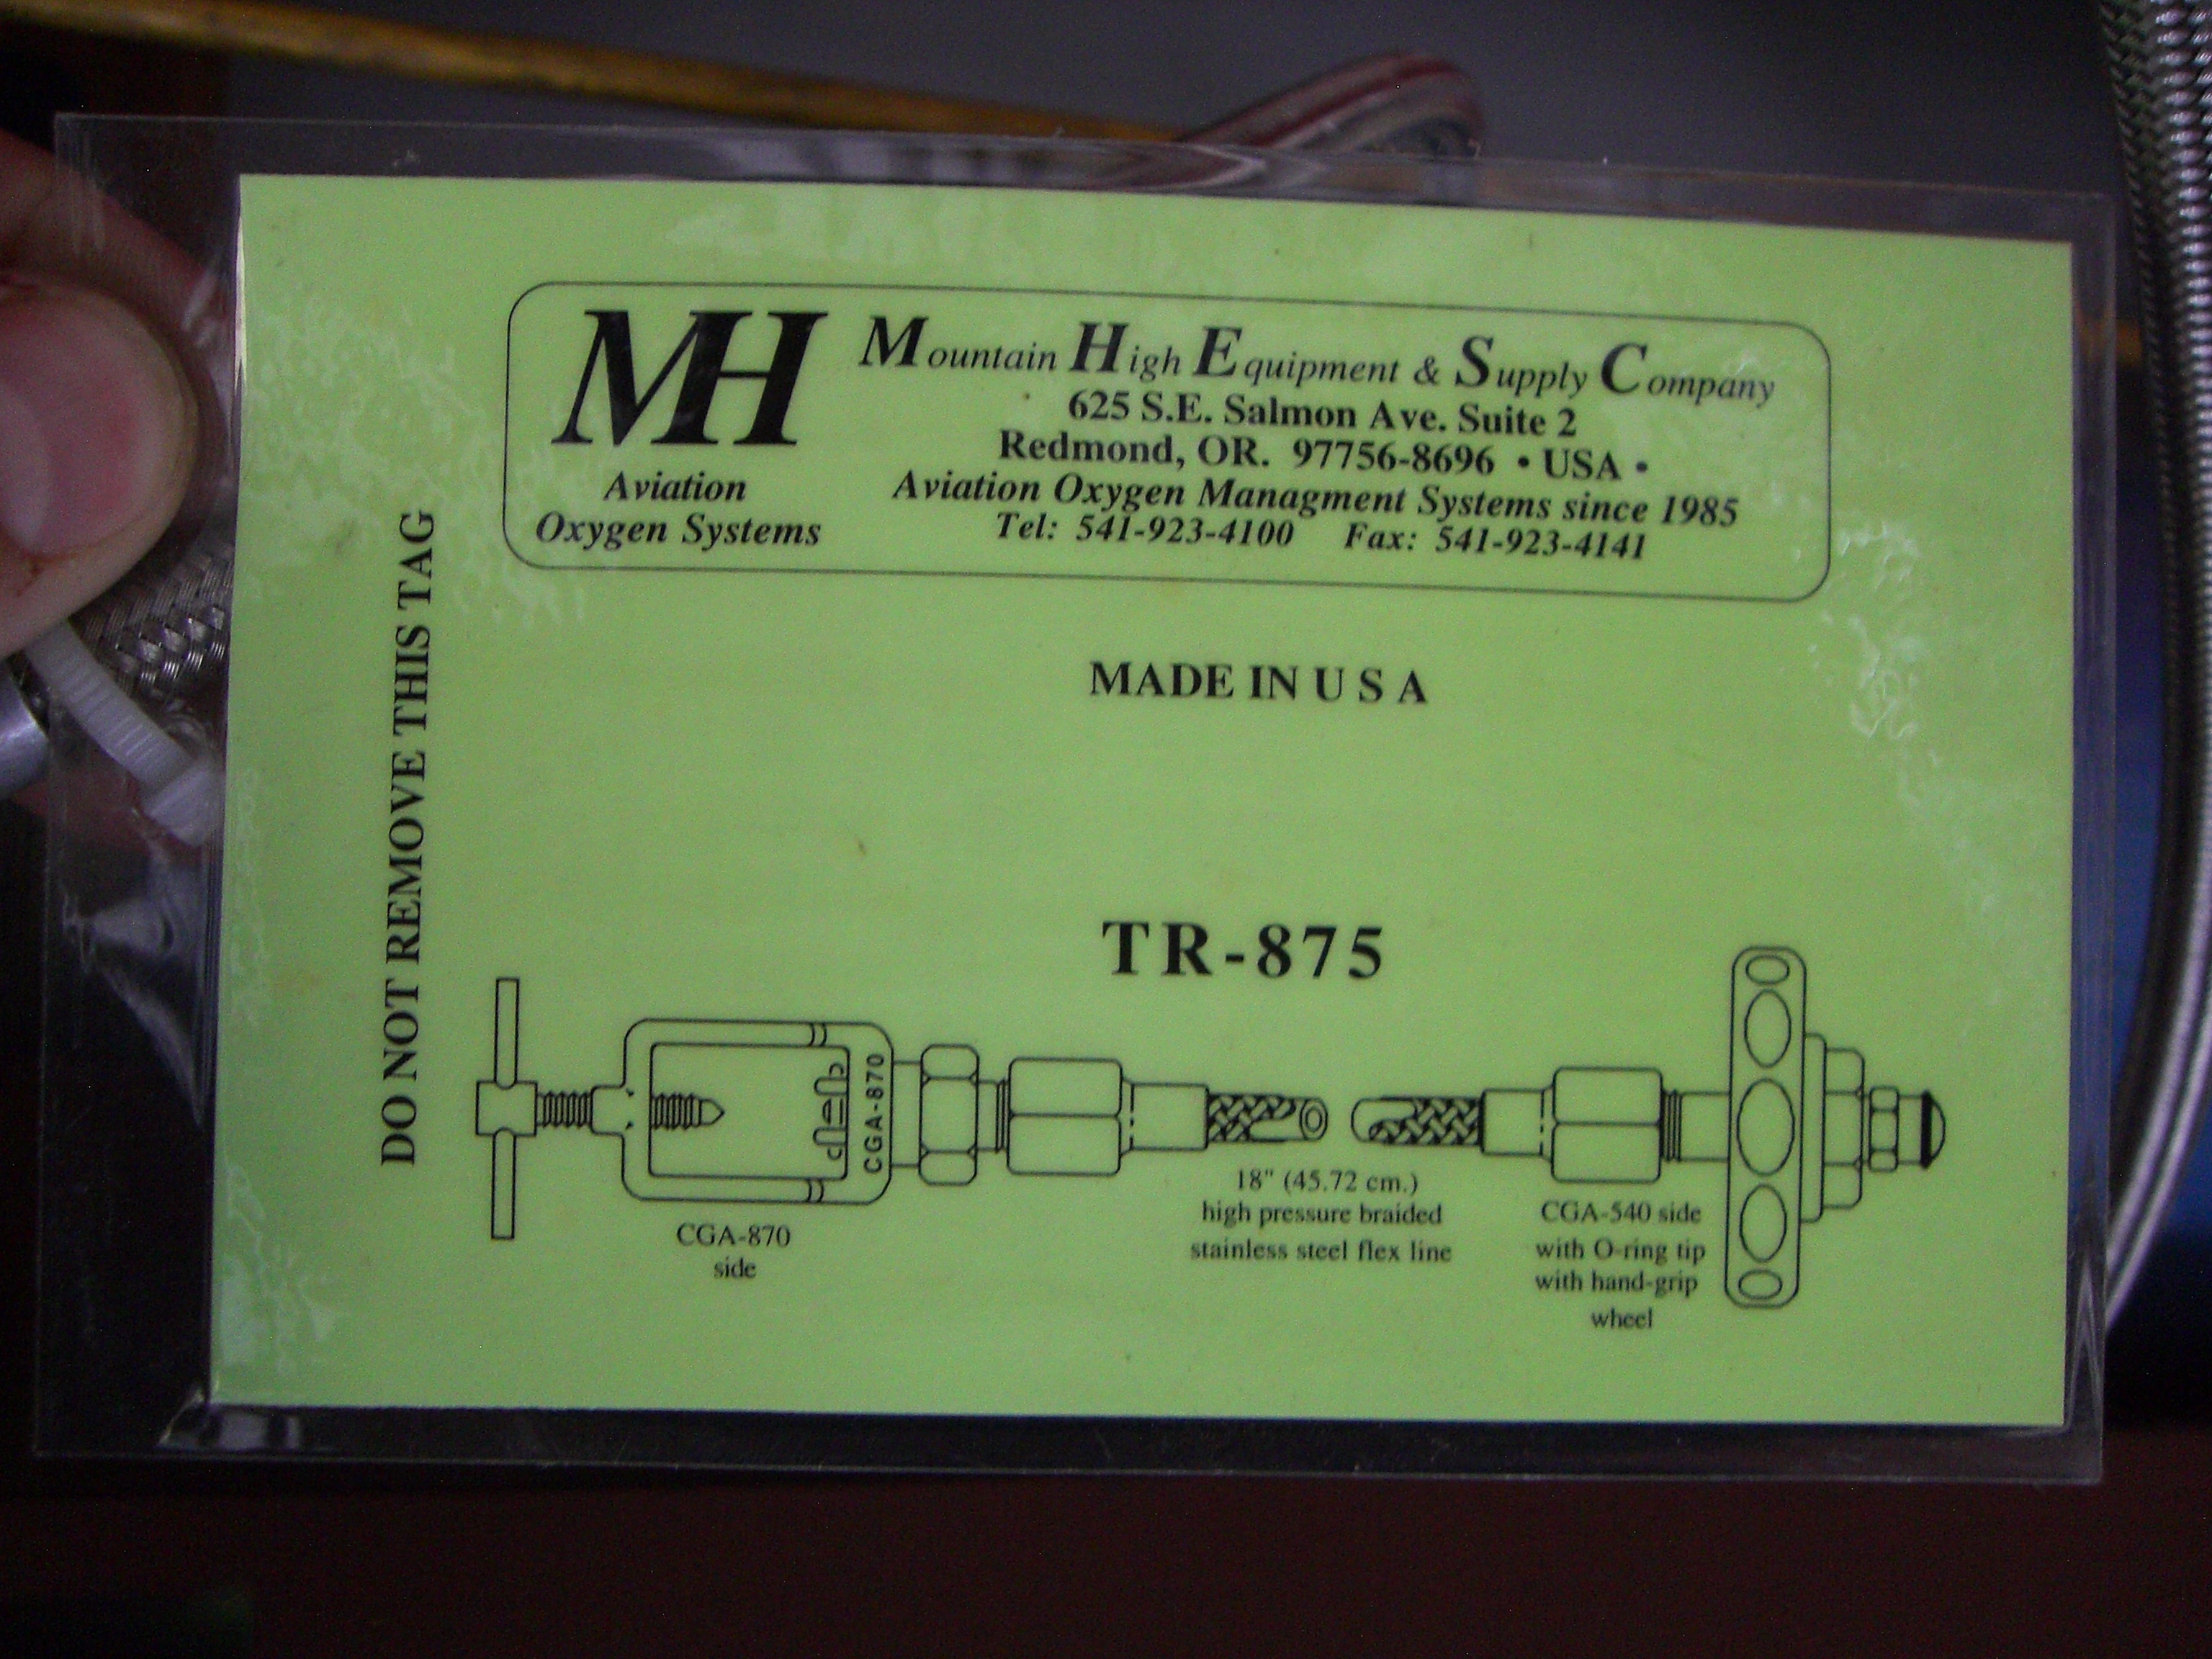 MH
Aviation
Oxygen Systems
Mountain High Equipment & Supply Company
625 S.E. Salmon Ave. Suite 2
Redmond, OR. 97756-8696 • USA •
Aviation Oxygen Managment Systems since 1985
Tel: 541-923-4100 Fax: 541-923-4141
DO NOT REMOVE THIS TAG
MADE IN U S A
TR-875
CGA-870
CGA-870
side
18" (45.72 cm.)
high pressure braided
stainless steel flex line
CGA-540 side
with O-ring tip
with hand-grip
wheel